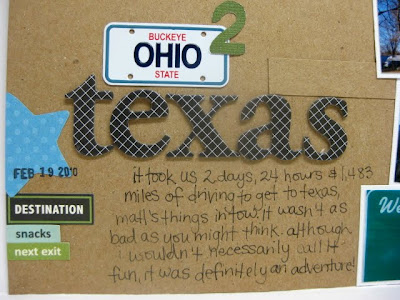 BUCKEYE
OHIO
STATE
2
texas
FEB 19 2010
it took us 2 days, 24 hours & 1,483
miles of driving to get to texas,
matt's things in tow. It wasn't as
bad as you might think. although
I wouldn't necessarily call it
fun, it was definitely an adventure!
DESTINATION
snacks
next exit
We